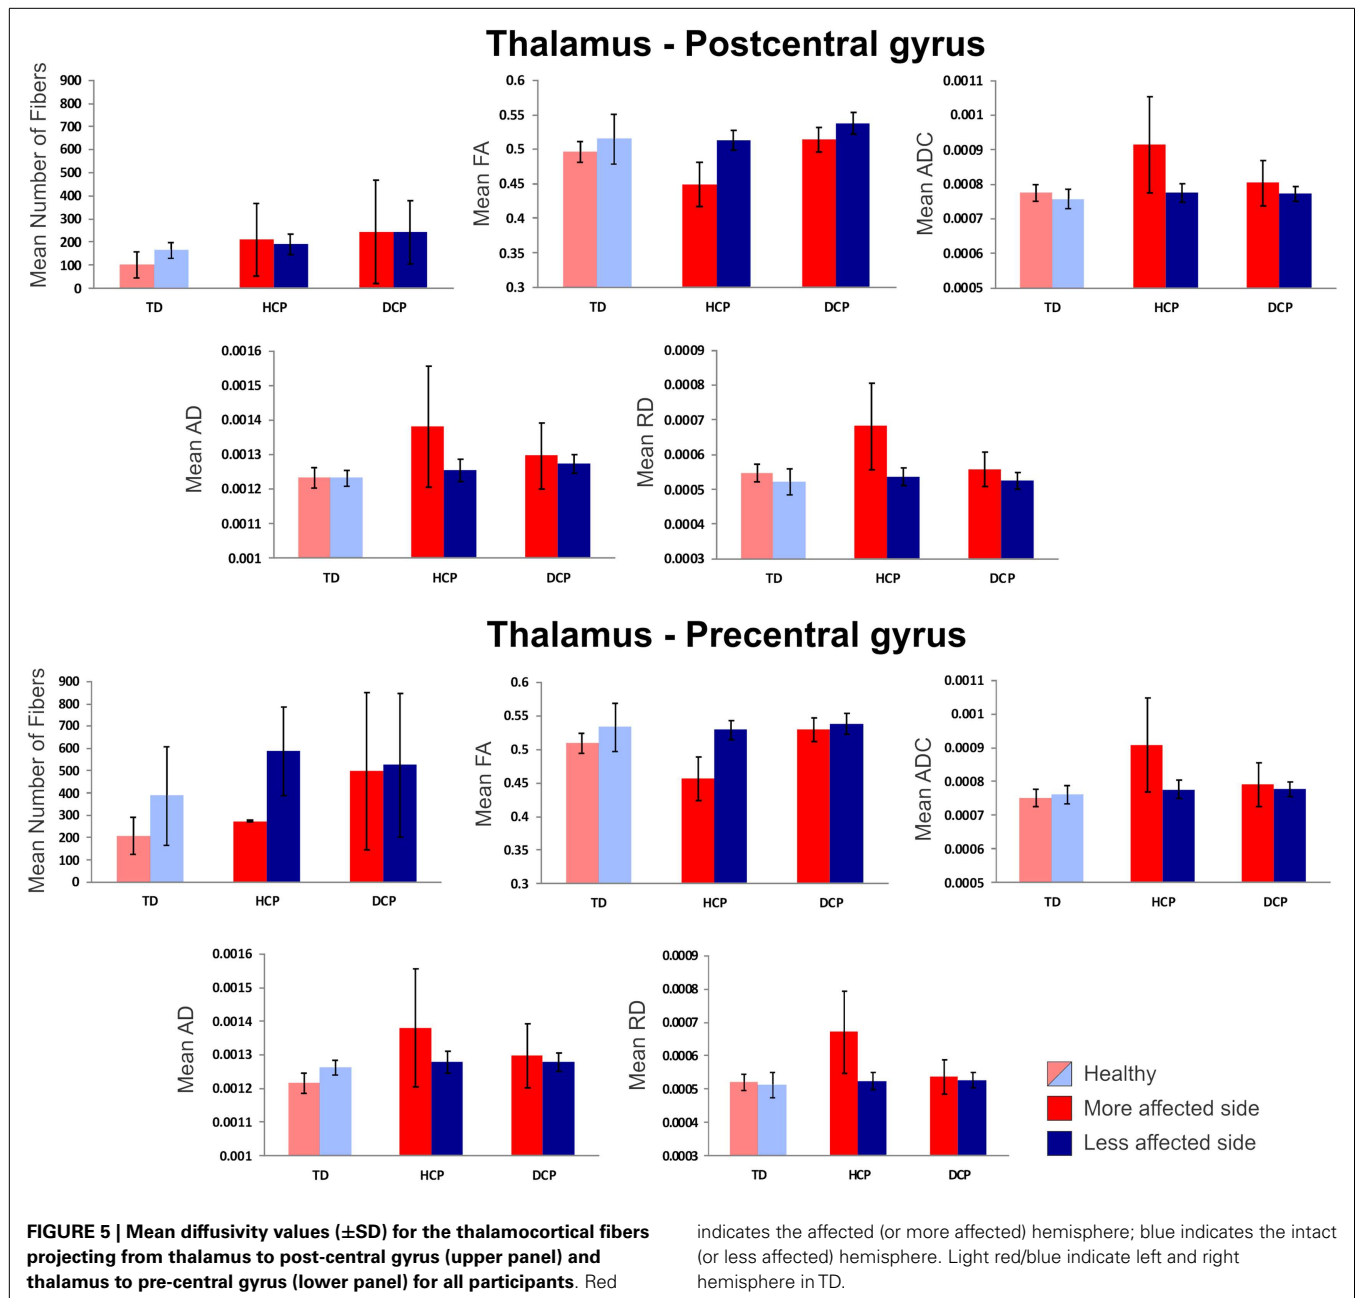 Thalamus - Postcentral gyrus
Mean Number of Fibers
900
800
700
600
500
400
300
200
100
0
TD HCP DCP
Mean FA
0.6
0.55
0.5
0.45
0.4
0.35
0.3
TD HCP DCP
Mean ADC
0.0011
0.001
0.0009
0.0008
0.0007
0.0006
0.0005
TD HCP DCP
Mean AD
0.0016
0.0015
0.0014
0.0013
0.0012
0.0011
0.001
TD HCP DCP
Mean RD
0.0009
0.0008
0.0007
0.0006
0.0005
0.0004
0.0003
TD HCP DCP
Thalamus - Precentral gyrus
Mean Number of Fibers
900
800
700
600
500
400
300
200
100
0
TD HCP DCP
Mean FA
0.6
0.55
0.5
0.45
0.4
0.35
0.3
TD HCP DCP
Mean ADC
0.0011
0.001
0.0009
0.0008
0.0007
0.0006
0.0005
TD HCP DCP
Mean AD
0.0016
0.0015
0.0014
0.0013
0.0012
0.0011
0.001
TD HCP DCP
Mean RD
0.0009
0.0008
0.0007
0.0006
0.0005
0.0004
0.0003
TD HCP DCP
Healthy
More affected side
Less affected side
FIGURE 5 | Mean diffusivity values (±SD) for the thalamocortical fibers
projecting from thalamus to post-central gyrus (upper panel) and
thalamus to pre-central gyrus (lower panel) for all participants. Red
indicates the affected (or more affected) hemisphere; blue indicates the intact
(or less affected) hemisphere. Light red/blue indicate left and right
hemisphere in TD.